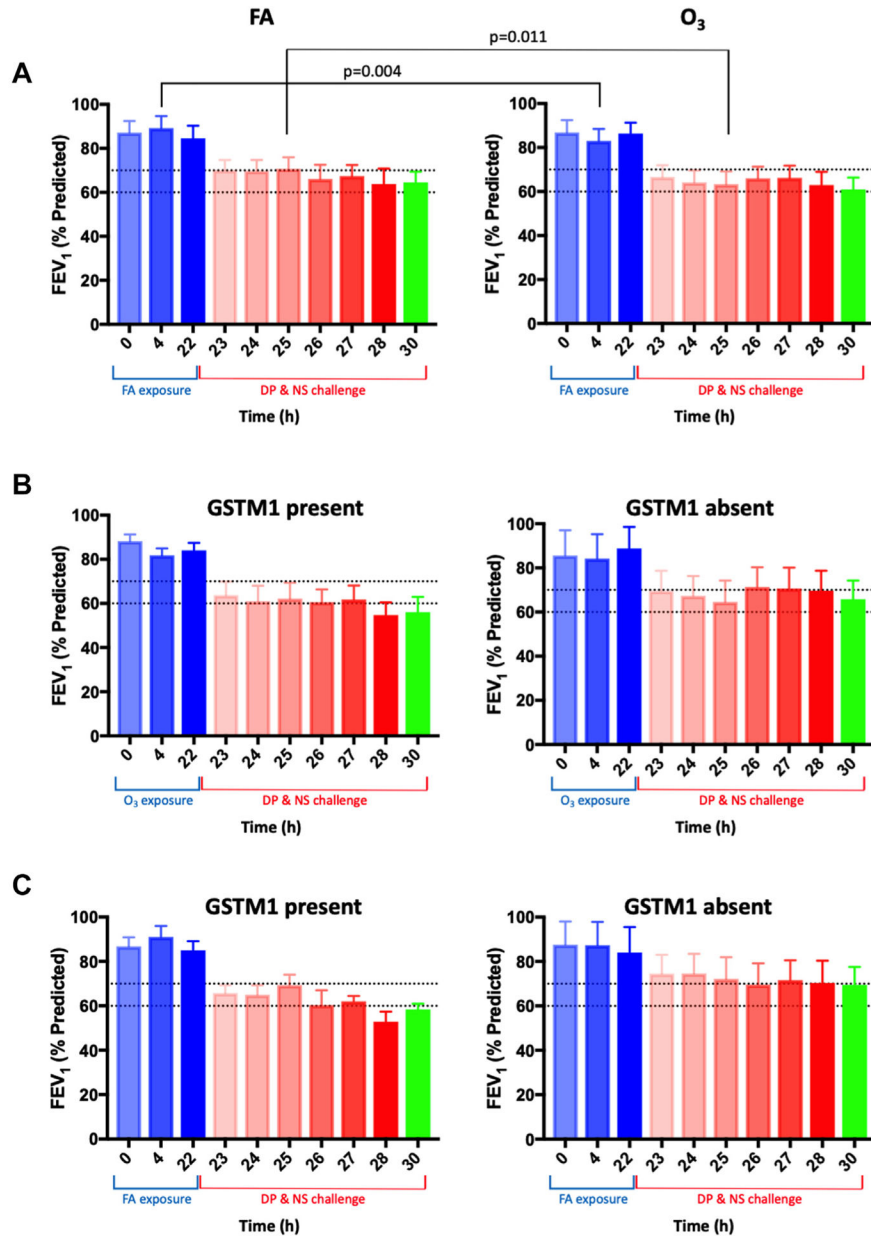 FA O₃
p=0.011
p=0.004
A
FEV₁ (% Predicted)
100
80
60
40
20
0
0 4 22 23 24 25 26 27 28 30
FA exposure DP & NS challenge
Time (h)
FEV₁ (% Predicted)
100
80
60
40
20
0
0 4 22 23 24 25 26 27 28 30
FA exposure DP & NS challenge
Time (h)
B
GSTM1 present
FEV₁ (% Predicted)
100
80
60
40
20
0
0 4 22 23 24 25 26 27 28 30
O₃ exposure DP & NS challenge
Time (h)
GSTM1 absent
FEV₁ (% Predicted)
100
80
60
40
20
0
0 4 22 23 24 25 26 27 28 30
O₃ exposure DP & NS challenge
Time (h)
C
GSTM1 present
FEV₁ (% Predicted)
100
80
60
40
20
0
0 4 22 23 24 25 26 27 28 30
FA exposure DP & NS challenge
Time (h)
GSTM1 absent
FEV₁ (% Predicted)
100
80
60
40
20
0
0 4 22 23 24 25 26 27 28 30
FA exposure DP & NS challenge
Time (h)